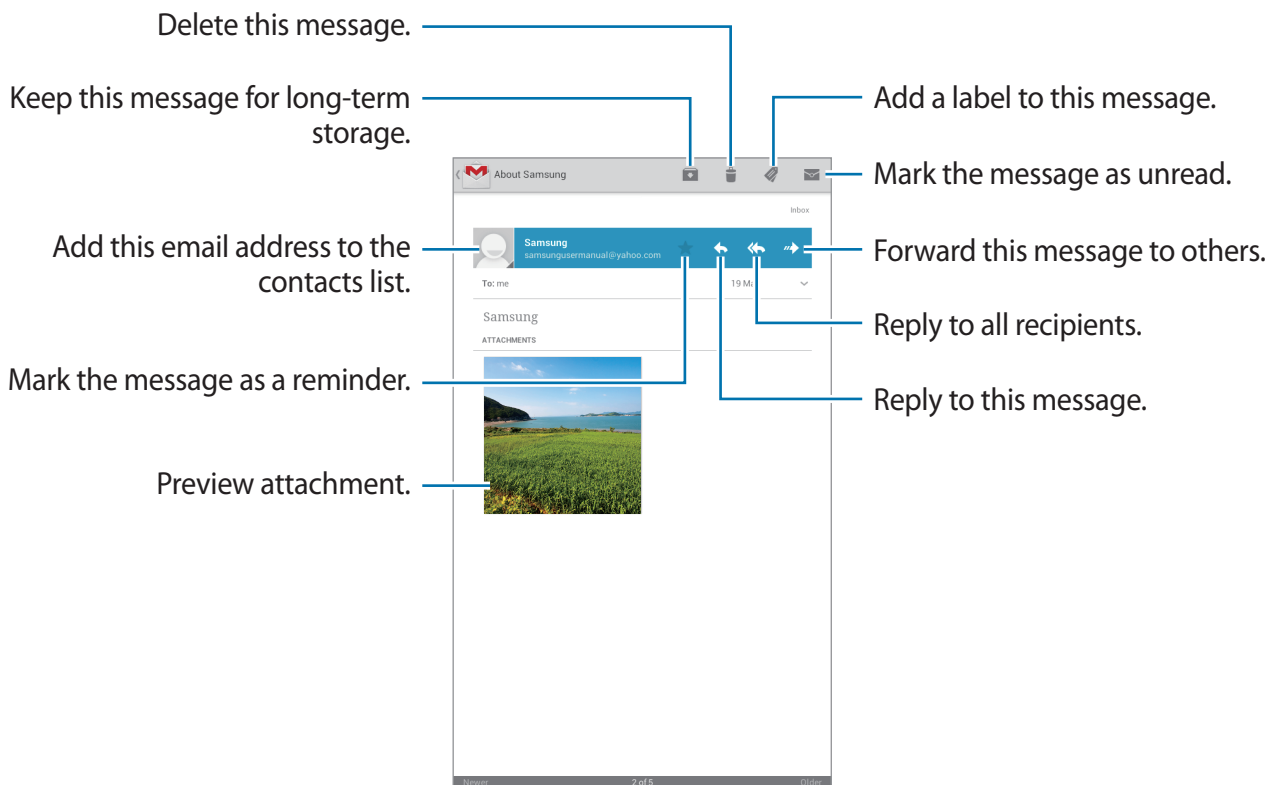 Delete this message.
Keep this message for long-term
storage.
Add a label to this message.
About Samsung
Mark the message as unread.
Inbox
Add this email address to the
contacts list.
Samsung
samsungusermanual@yahoo.com
Forward this message to others.
To: me
19
Samsung
Reply to all recipients.
ATTACHMENTS
Mark the message as a reminder.
Reply to this message.
Preview attachment.
Newer
2 of 5
Older